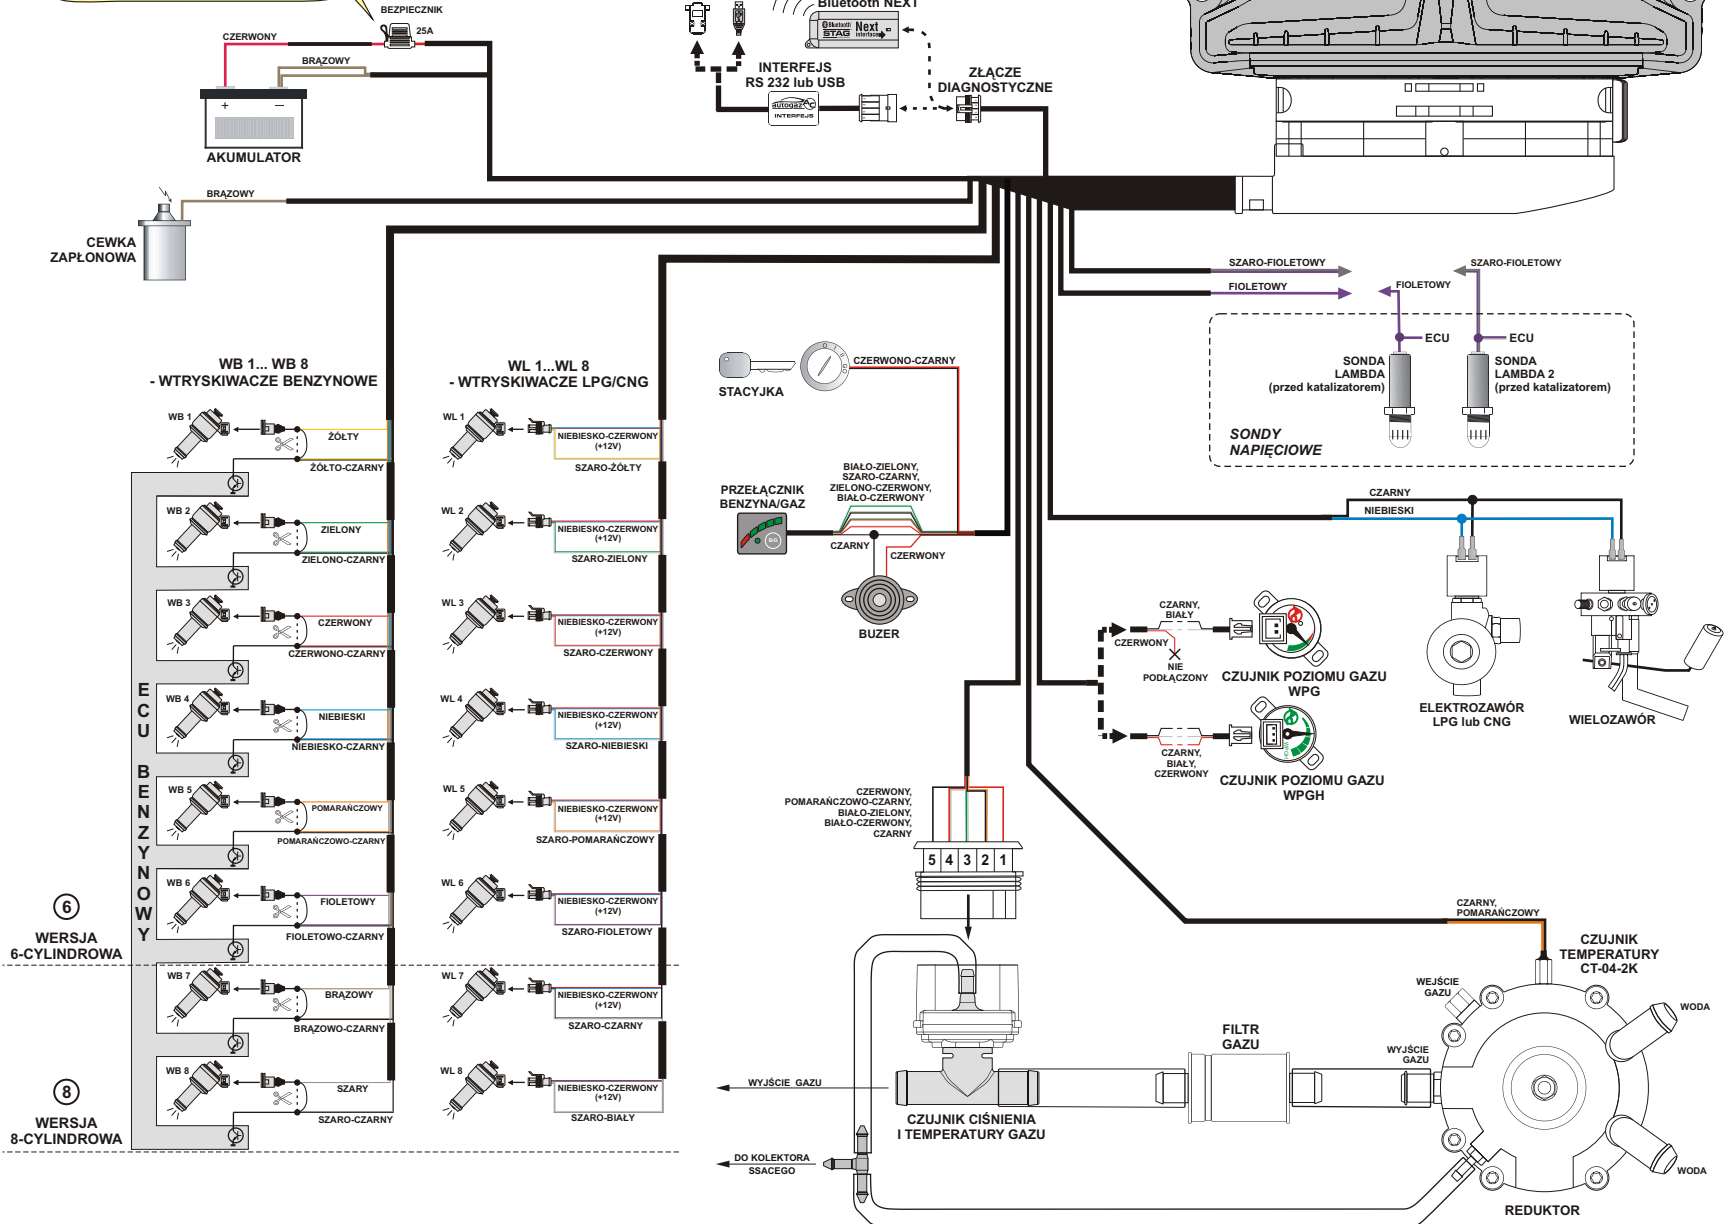 BEZPIECZNIK
25A
CZERWONY
BRĄZOWY
+ −
AKUMULATOR
BRĄZOWY
CEWKA
ZAPŁONOWA
Bluetooth NEXT
Bluetooth
STAG
Next
interface
INTERFEJS
RS 232 lub USB
autogaz AC
INTERFEJS
ZŁĄCZE
DIAGNOSTYCZNE
SZARO-FIOLETOWY
FIOLETOWY
SZARO-FIOLETOWY
FIOLETOWY
ECU
ECU
SONDA
LAMBDA
(przed katalizatorem)
SONDA
LAMBDA 2
(przed katalizatorem)
SONDY
NAPIĘCIOWE
WB 1... WB 8
- WTRYSKIWACZE BENZYNOWE
WB 1
ŻÓŁTY
ŻÓŁTO-CZARNY
WB 2
ZIELONY
ZIELONO-CZARNY
WB 3
CZERWONY
CZERWONO-CZARNY
WB 4
NIEBIESKI
NIEBIESKO-CZARNY
WB 5
POMARAŃCZOWY
POMARAŃCZOWO-CZARNY
WB 6
FIOLETOWY
FIOLETOWO-CZARNY
WB 7
BRĄZOWY
BRĄZOWO-CZARNY
WB 8
SZARY
SZARO-CZARNY
ECU BENZYNOWY
6
WERSJA
6-CYLINDROWA
8
WERSJA
8-CYLINDROWA
WL 1...WL 8
- WTRYSKIWACZE LPG/CNG
WL 1
NIEBIESKO-CZERWONY
(+12V)
SZARO-ŻÓŁTY
WL 2
NIEBIESKO-CZERWONY
(+12V)
SZARO-ZIELONY
WL 3
NIEBIESKO-CZERWONY
(+12V)
SZARO-CZERWONY
WL 4
NIEBIESKO-CZERWONY
(+12V)
SZARO-NIEBIESKI
WL 5
NIEBIESKO-CZERWONY
(+12V)
SZARO-POMARAŃCZOWY
WL 6
NIEBIESKO-CZERWONY
(+12V)
SZARO-FIOLETOWY
WL 7
NIEBIESKO-CZERWONY
(+12V)
SZARO-CZARNY
WL 8
NIEBIESKO-CZERWONY
(+12V)
SZARO-BIAŁY
STACYJKA
CZERWONO-CZARNY
PRZEŁĄCZNIK
BENZYNA/GAZ
BIAŁO-ZIELONY,
SZARO-CZARNY,
ZIELONO-CZERWONY,
BIAŁO-CZERWONY
CZARNY
CZERWONY
BUZER
CZARNY
NIEBIESKI
ELEKTROZAWÓR
LPG lub CNG
WIELOZAWÓR
CZARNY,
BIAŁY
CZERWONY
NIE
PODŁĄCZONY
CZUJNIK POZIOMU GAZU
WPG
CZARNY,
BIAŁY,
CZERWONY
CZUJNIK POZIOMU GAZU
WPGH
CZERWONY,
POMARAŃCZOWO-CZARNY,
BIAŁO-ZIELONY,
BIAŁO-CZERWONY,
CZARNY
5 4 3 2 1
CZARNY,
POMARAŃCZOWY
CZUJNIK
TEMPERATURY
CT-04-2K
WEJŚCIE
GAZU
WODA
FILTR
GAZU
WYJŚCIE
GAZU
WYJŚCIE GAZU
CZUJNIK CIŚNIENIA
I TEMPERATURY GAZU
DO KOLEKTORA
SSACEGO
WODA
REDUKTOR